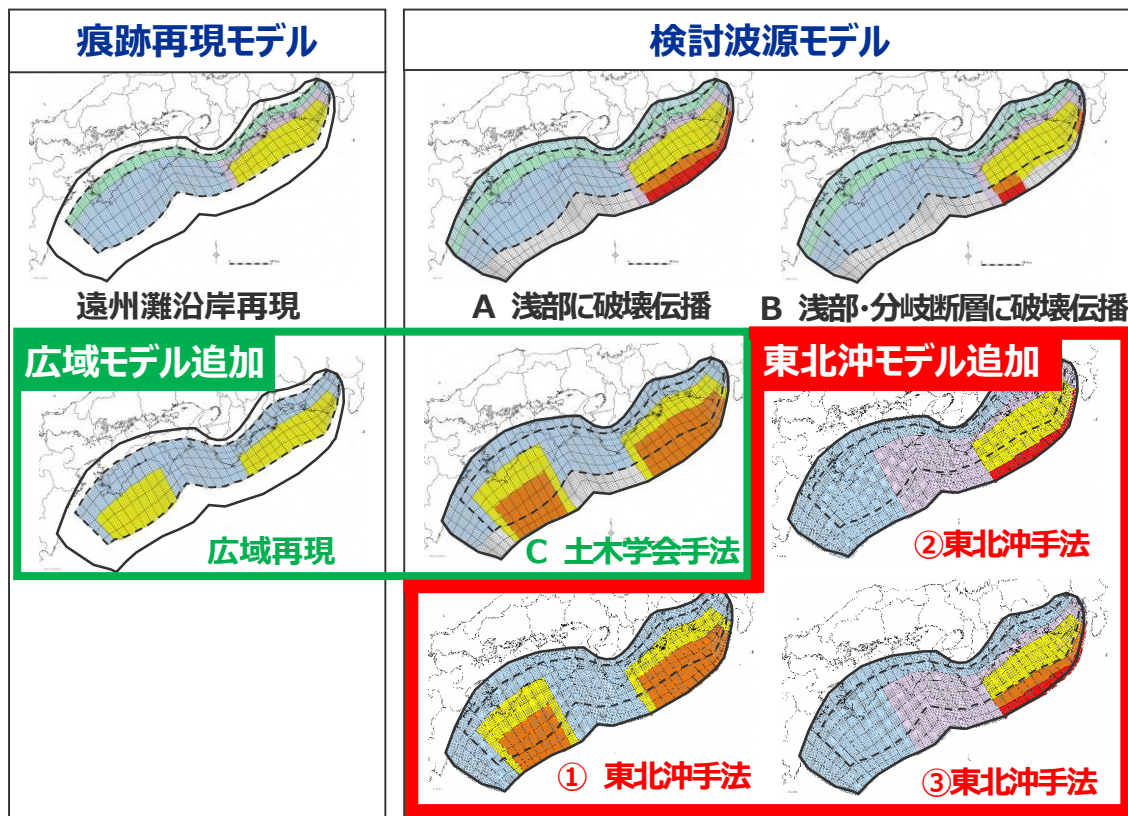 痕跡再現モデル
検討波源モデル
遠州灘沿岸再現
A 浅部に破壊伝播
B 浅部・分岐断層に破壊伝播
広域モデル追加
東北沖モデル追加
広域再現
C 土木学会手法
②東北沖手法
① 東北沖手法
③東北沖手法